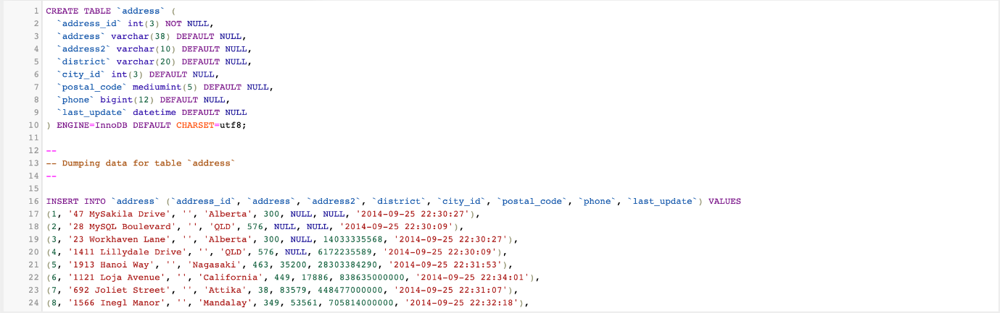 1 CREATE TABLE `address` (
2 `address_id` int(3) NOT NULL,
3 `address` varchar(38) DEFAULT NULL,
4 `address2` varchar(10) DEFAULT NULL,
5 `district` varchar(20) DEFAULT NULL,
6 `city_id` int(3) DEFAULT NULL,
7 `postal_code` mediumint(5) DEFAULT NULL,
8 `phone` bigint(12) DEFAULT NULL,
9 `last_update` datetime DEFAULT NULL
10 ) ENGINE=InnoDB DEFAULT CHARSET=utf8;
11
12 --
13 -- Dumping data for table `address`
14 --
15
16 INSERT INTO `address` (`address_id`, `address`, `address2`, `district`, `city_id`, `postal_code`, `phone`, `last_update`) VALUES
17 (1, '47 MySakila Drive', '', 'Alberta', 300, NULL, NULL, '2014-09-25 22:30:27'),
18 (2, '28 MySQL Boulevard', '', 'QLD', 576, NULL, NULL, '2014-09-25 22:30:09'),
19 (3, '23 Workhaven Lane', '', 'Alberta', 300, NULL, 14033335568, '2014-09-25 22:30:27'),
20 (4, '1411 Lillydale Drive', '', 'QLD', 576, NULL, 6172235589, '2014-09-25 22:30:09'),
21 (5, '1913 Hanoi Way', '', 'Nagasaki', 463, 35200, 28303384290, '2014-09-25 22:31:53'),
22 (6, '1121 Loja Avenue', '', 'California', 449, 17886, 838635000000, '2014-09-25 22:34:01'),
23 (7, '692 Joliet Street', '', 'Attika', 38, 83579, 448477000000, '2014-09-25 22:31:07'),
24 (8, '1566 Inegl Manor', '', 'Mandalay', 349, 53561, 705814000000, '2014-09-25 22:32:18'),